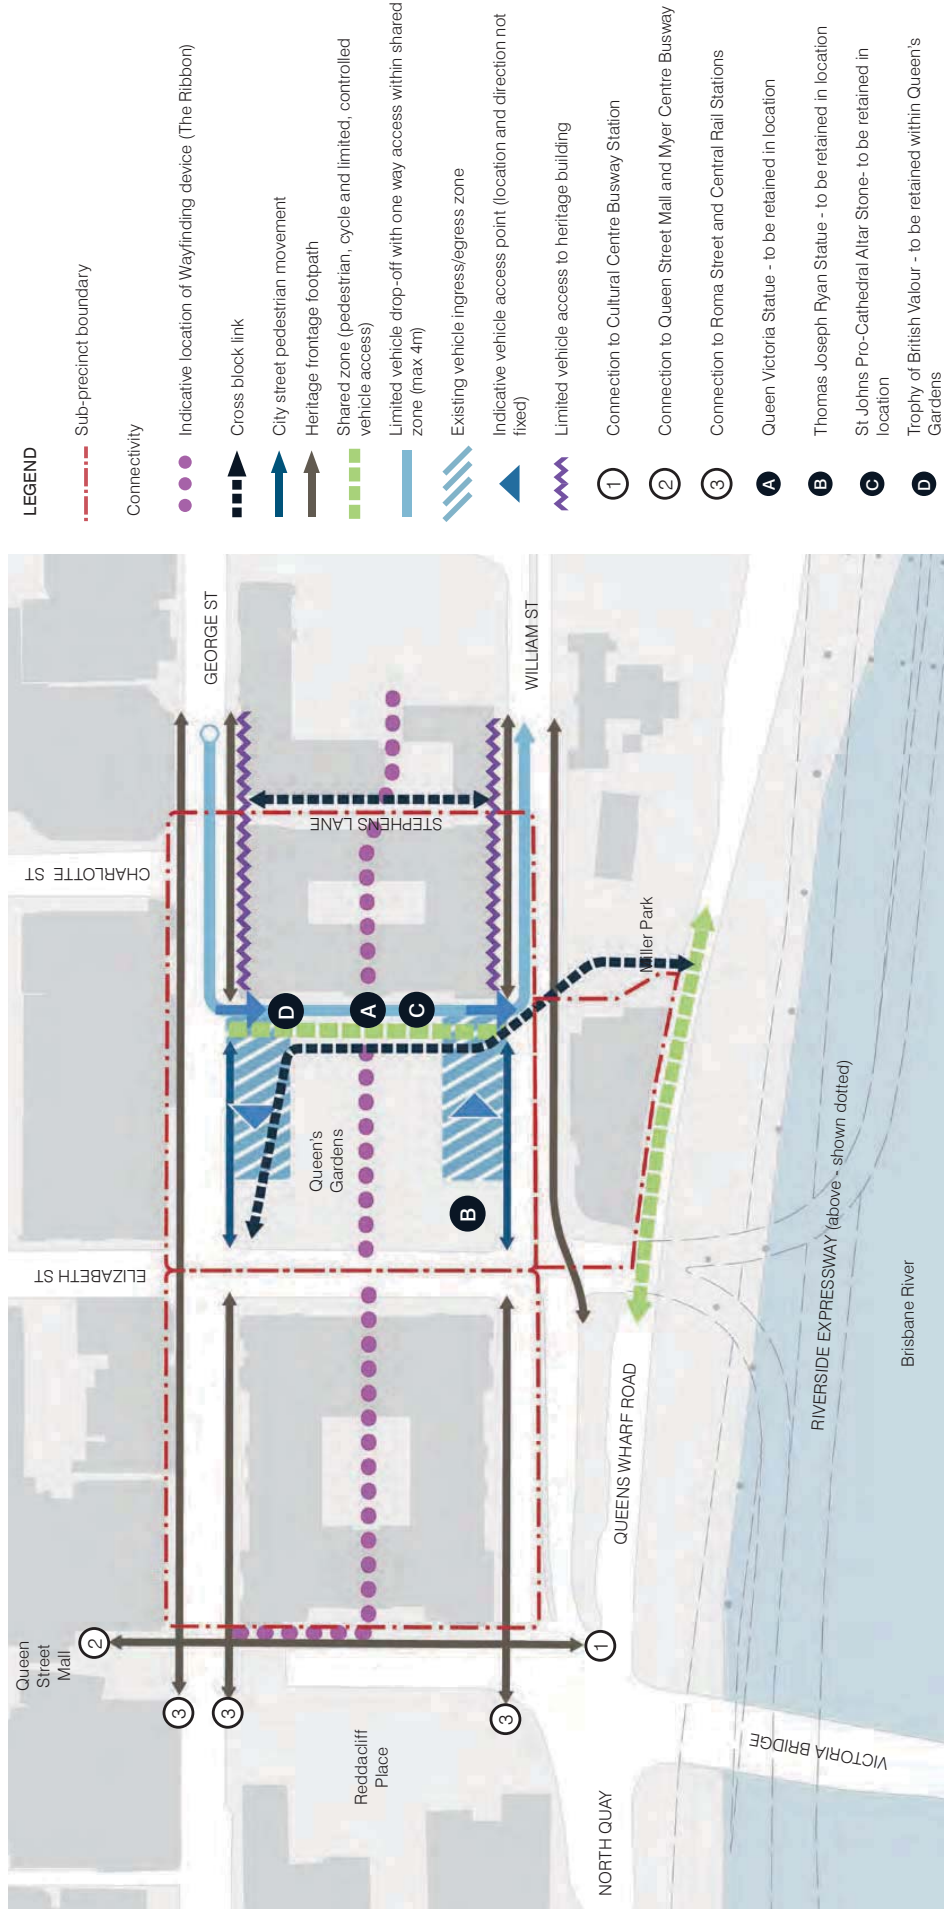 Queen
Street
Mall
2
3
3
3
1
Reddacliff
Place
NORTH QUAY
VICTORIA BRIDGE
QUEENS WHARF ROAD
ELIZABETH ST
CHARLOTTE ST
GEORGE ST
WILLIAM ST
STEPHENS LANE
Queen's
Gardens
D
A
C
B
Miller Park
RIVERSIDE EXPRESSWAY (above - shown dotted)
Brisbane River
LEGEND
Sub-precinct boundary
Connectivity
Indicative location of Wayfinding device (The Ribbon)
Cross block link
City street pedestrian movement
Heritage frontage footpath
Shared zone (pedestrian, cycle and limited, controlled
vehicle access)
Limited vehicle drop-off with one way access within shared
zone (max 4m)
Existing vehicle ingress/egress zone
Indicative vehicle access point (location and direction not
fixed)
Limited vehicle access to heritage building
1 Connection to Cultural Centre Busway Station
2 Connection to Queen Street Mall and Myer Centre Busway
3 Connection to Roma Street and Central Rail Stations
A Queen Victoria Statue - to be retained in location
B Thomas Joseph Ryan Statue - to be retained in location
C St Johns Pro-Cathedral Altar Stone- to be retained in
location
D Trophy of British Valour - to be retained within Queen's
Gardens